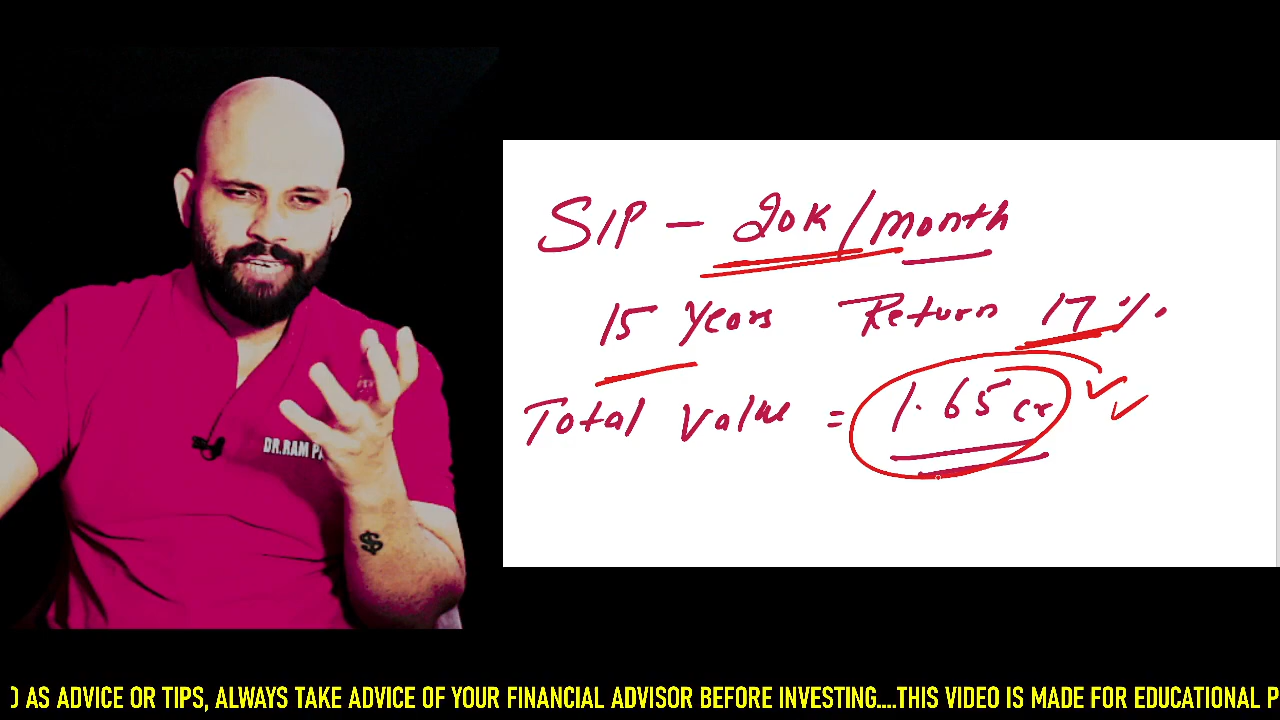 SIP – 20K/month
15 Years Return 17%.
Total Value = 1.65 cr
DR.RAM
AS ADVICE OR TIPS, ALWAYS TAKE ADVICE OF YOUR FINANCIAL ADVISOR BEFORE INVESTING....THIS VIDEO IS MADE FOR EDUCATIONAL P